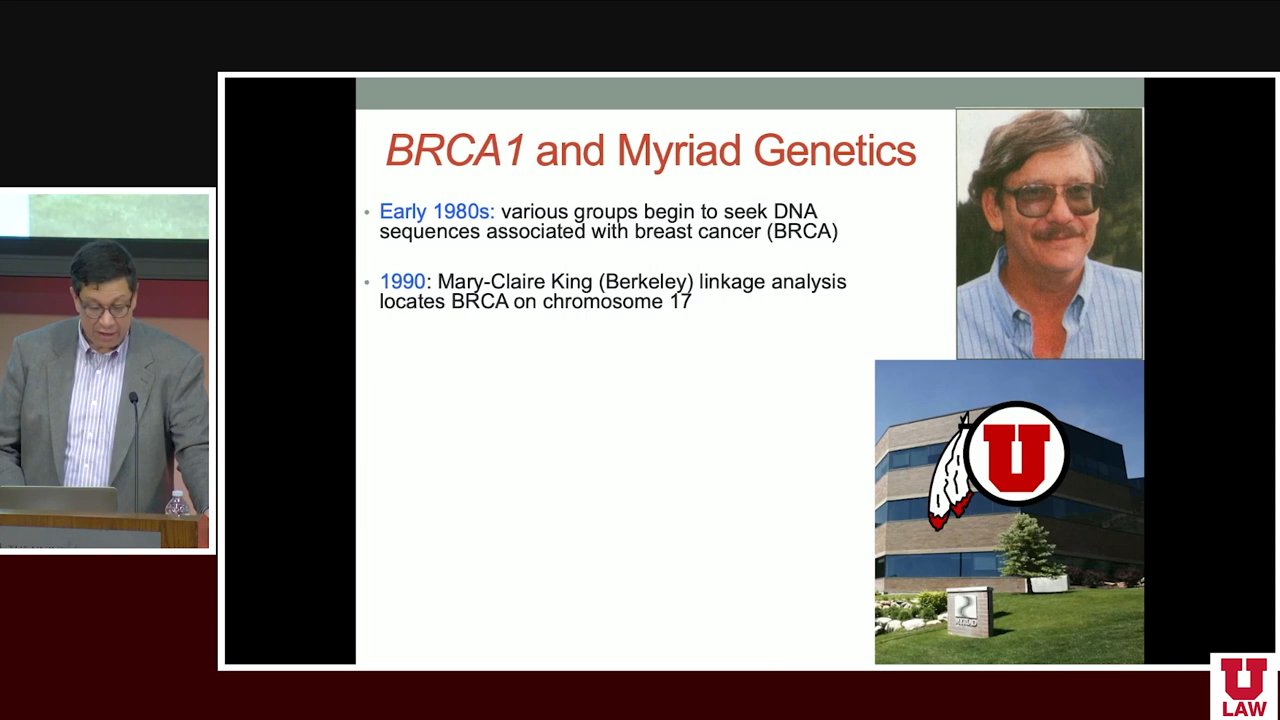 BRCA1 and Myriad Genetics
• Early 1980s: various groups begin to seek DNA
sequences associated with breast cancer (BRCA)
• 1990: Mary-Claire King (Berkeley) linkage analysis
locates BRCA on chromosome 17
U
MYRIAD
U
LAW